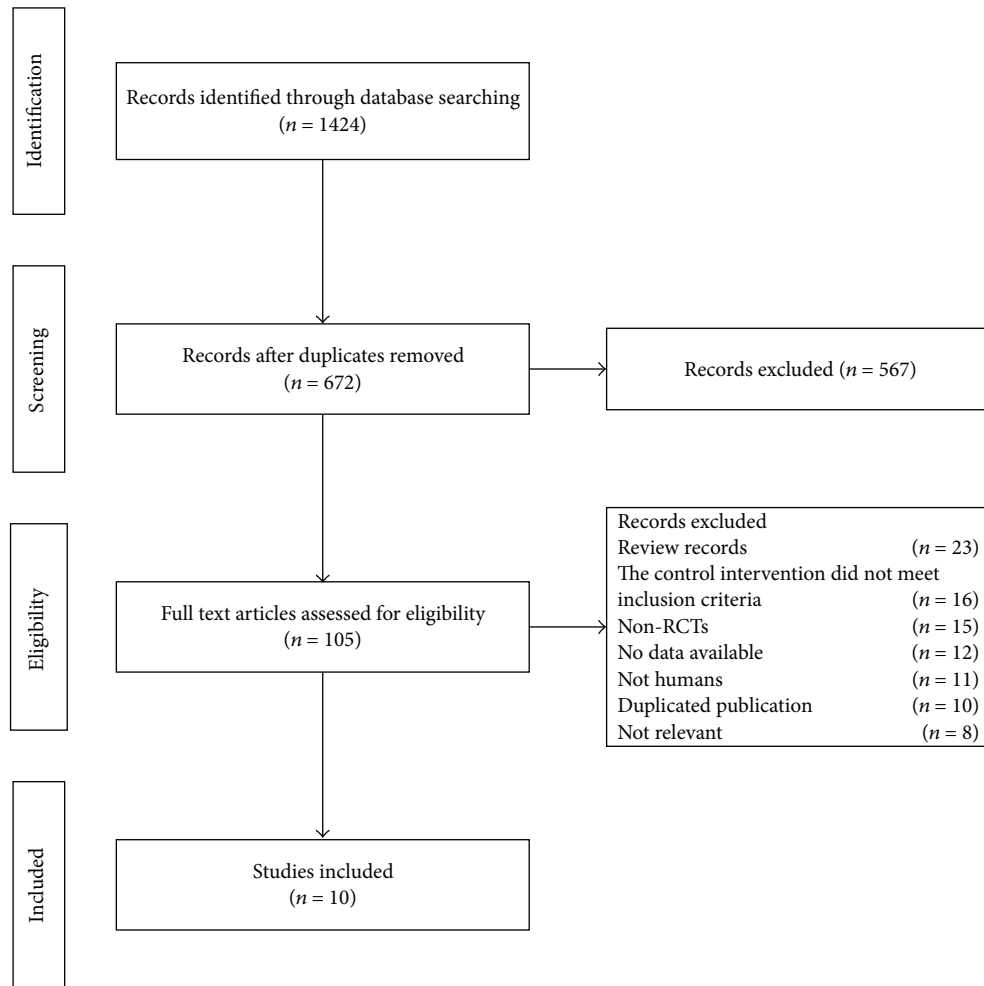 Identification
Records identified through database searching
(n = 1424)
Screening
Records after duplicates removed
(n = 672)
Records excluded (n = 567)
Eligibility
Full text articles assessed for eligibility
(n = 105)
Records excluded
Review records (n = 23)
The control intervention did not meet
inclusion criteria (n = 16)
Non-RCTs (n = 15)
No data available (n = 12)
Not humans (n = 11)
Duplicated publication (n = 10)
Not relevant (n = 8)
Included
Studies included
(n = 10)